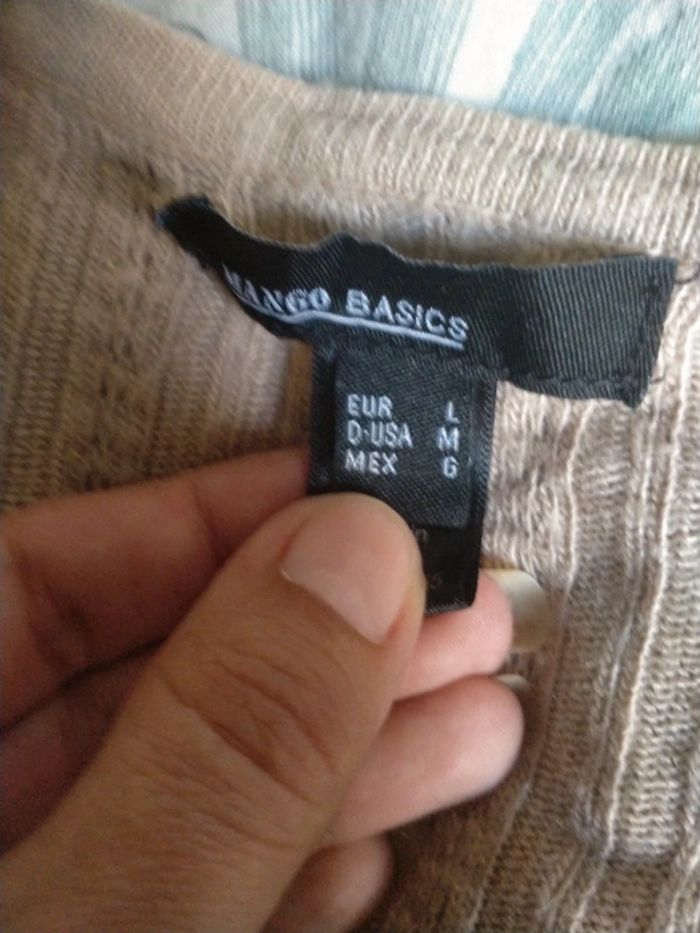 MANGO BASICS
EUR L
D-USA M
MEX G